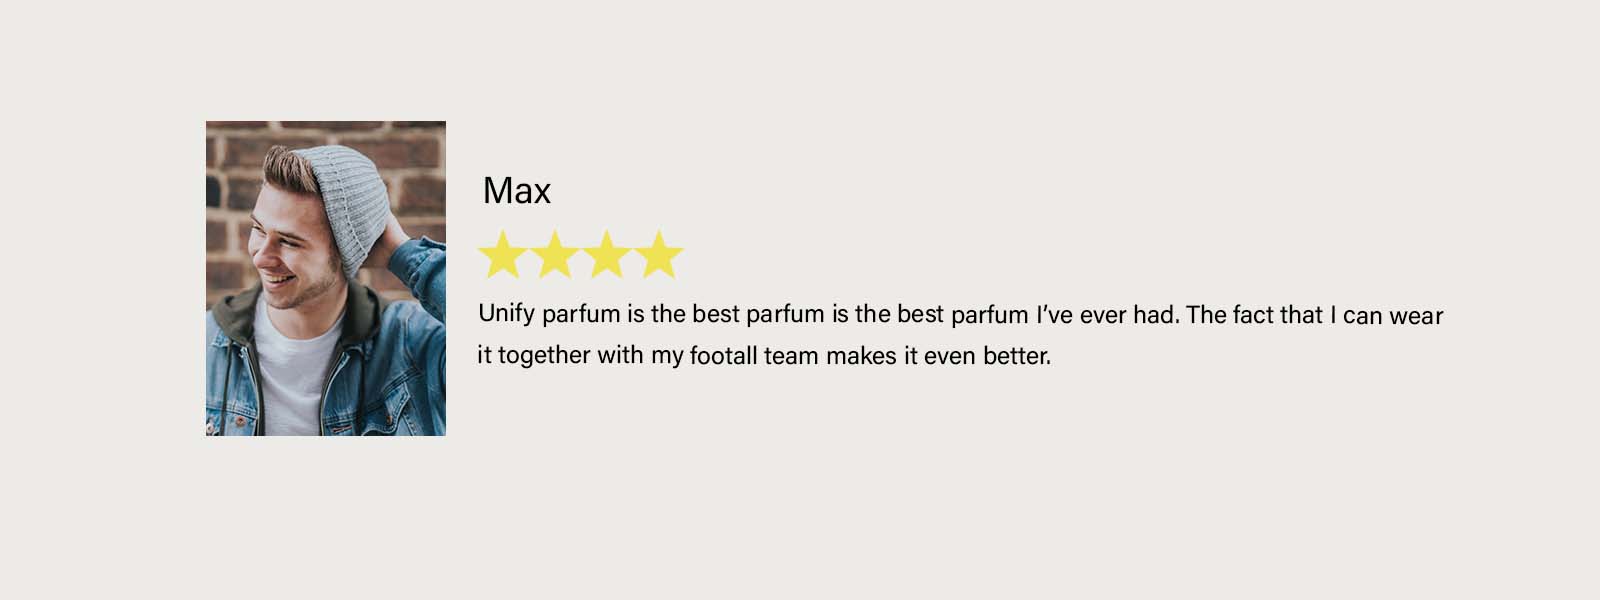 Max
Unify parfum is the best parfum is the best parfum I’ve ever had. The fact that I can wear
it together with my footall team makes it even better.